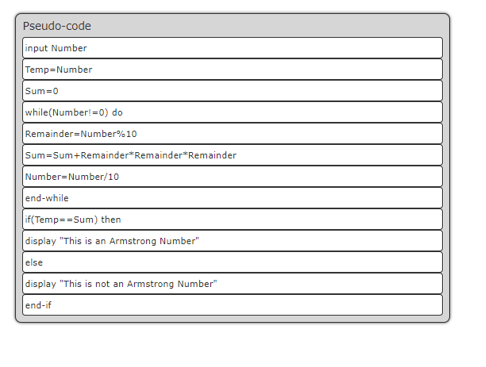 Pseudo-code
input Number
Temp=Number
Sum=0
while(Number!=0) do
Remainder=Number%10
Sum=Sum+Remainder*Remainder*Remainder
Number=Number/10
end-while
if(Temp==Sum) then
display "This is an Armstrong Number"
else
display "This is not an Armstrong Number"
end-if